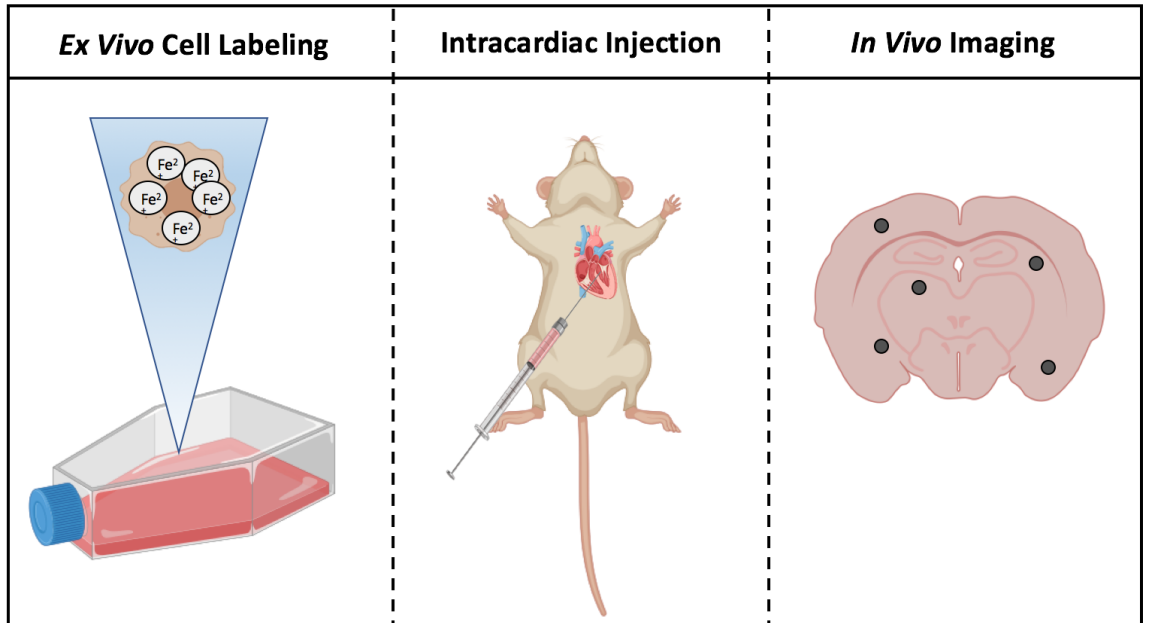 Ex Vivo Cell Labeling
Intracardiac Injection
In Vivo Imaging
Fe2
+
Fe2
+
Fe2
+
Fe2
+
Fe2
+